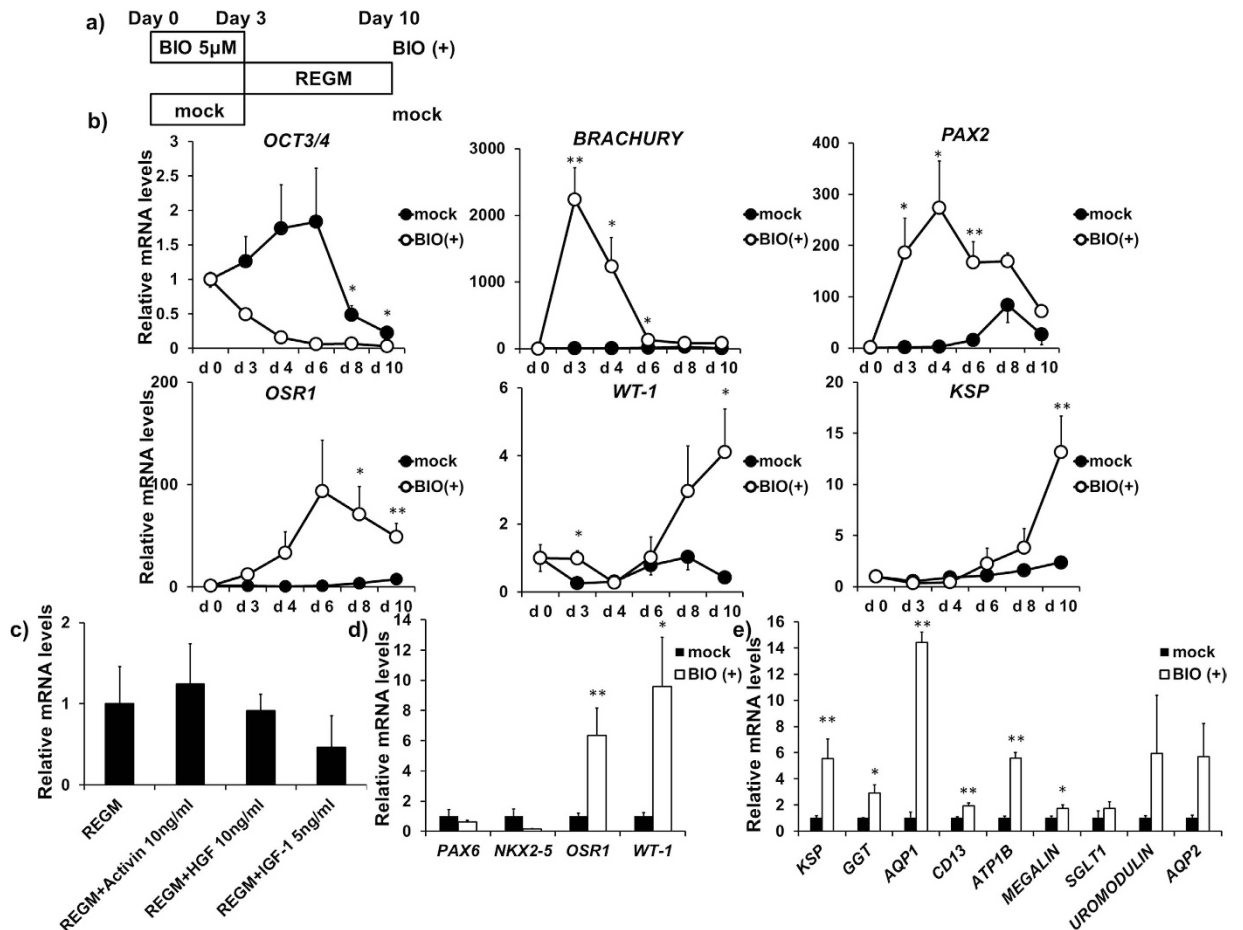 a)
Day 0 Day 3 Day 10
BIO 5μM BIO (+)
REGM
mock mock
b)
OCT3/4
Relative mRNA levels
3
2.5
2
1.5
1
0.5
0
* *
mock
BIO(+)
d 0 d 3 d 4 d 6 d 8 d 10
BRACHURY
3000
2000
1000
0
** * *
mock
BIO(+)
d 0 d 3 d 4 d 6 d 8 d 10
PAX2
400
300
200
100
0
* * **
mock
BIO(+)
d 0 d 3 d 4 d 6 d 8 d 10
OSR1
Relative mRNA levels
200
100
0
* **
mock
BIO(+)
d 0 d 3 d 4 d 6 d 8 d 10
WT-1
6
4
2
0
* *
mock
BIO(+)
d 0 d 3 d 4 d 6 d 8 d 10
KSP
20
15
10
5
0
**
mock
BIO(+)
d 0 d 3 d 4 d 6 d 8 d 10
c)
Relative mRNA levels
2
1
0
REGM
REGM+Activin 10ng/ml
REGM+HGF 10ng/ml
REGM+IGF-1 5ng/ml
d)
Relative mRNA levels
14
12
10
8
6
4
2
0
mock
BIO (+)
** *
PAX6 NKX2-5 OSR1 WT-1
e)
Relative mRNA levels
16
14
12
10
8
6
4
2
0
mock
BIO (+)
** * ** ** ** *
KSP
GGT
AQP1
CD13
ATP1B
MEGALIN
SGLT1
UROMODULIN
AQP2